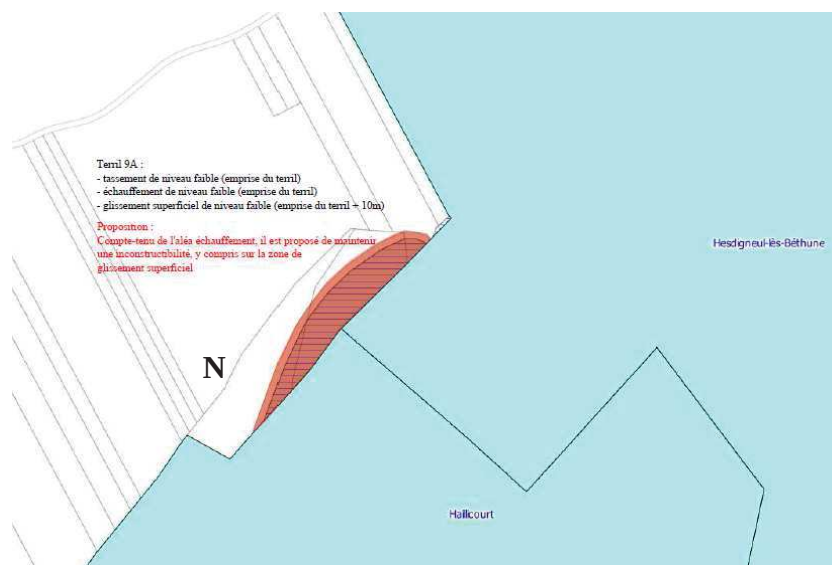 Terril 9A :
- tassement de niveau faible (emprise du terril)
- échauffement de niveau faible (emprise du terril)
- glissement superficiel de niveau faible (emprise du terril + 10m)
Proposition :
Compte-tenu de l'aléa échauffement, il est proposé de maintenir
une inconstructibilité, y compris sur la zone de
glissement superficiel
Hesdigneul-lès-Béthune
N
Haillicourt